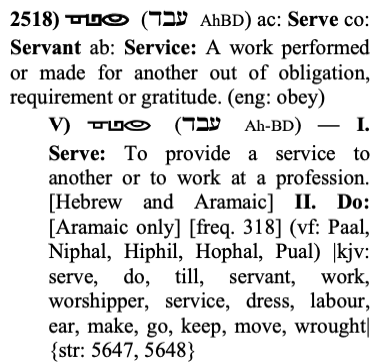 2518) (עבד AhBD) ac: Serve co:
Servant ab: Service: A work performed
or made for another out of obligation,
requirement or gratitude. (eng: obey)
V) (עבד Ah-BD) — I.
Serve: To provide a service to
another or to work at a profession.
[Hebrew and Aramaic] II. Do:
[Aramaic only] [freq. 318] (vf: Paal,
Niphal, Hiphil, Hophal, Pual) |kjv:
serve, do, till, servant, work,
worshipper, service, dress, labour,
ear, make, go, keep, move, wrought|
{str: 5647, 5648}